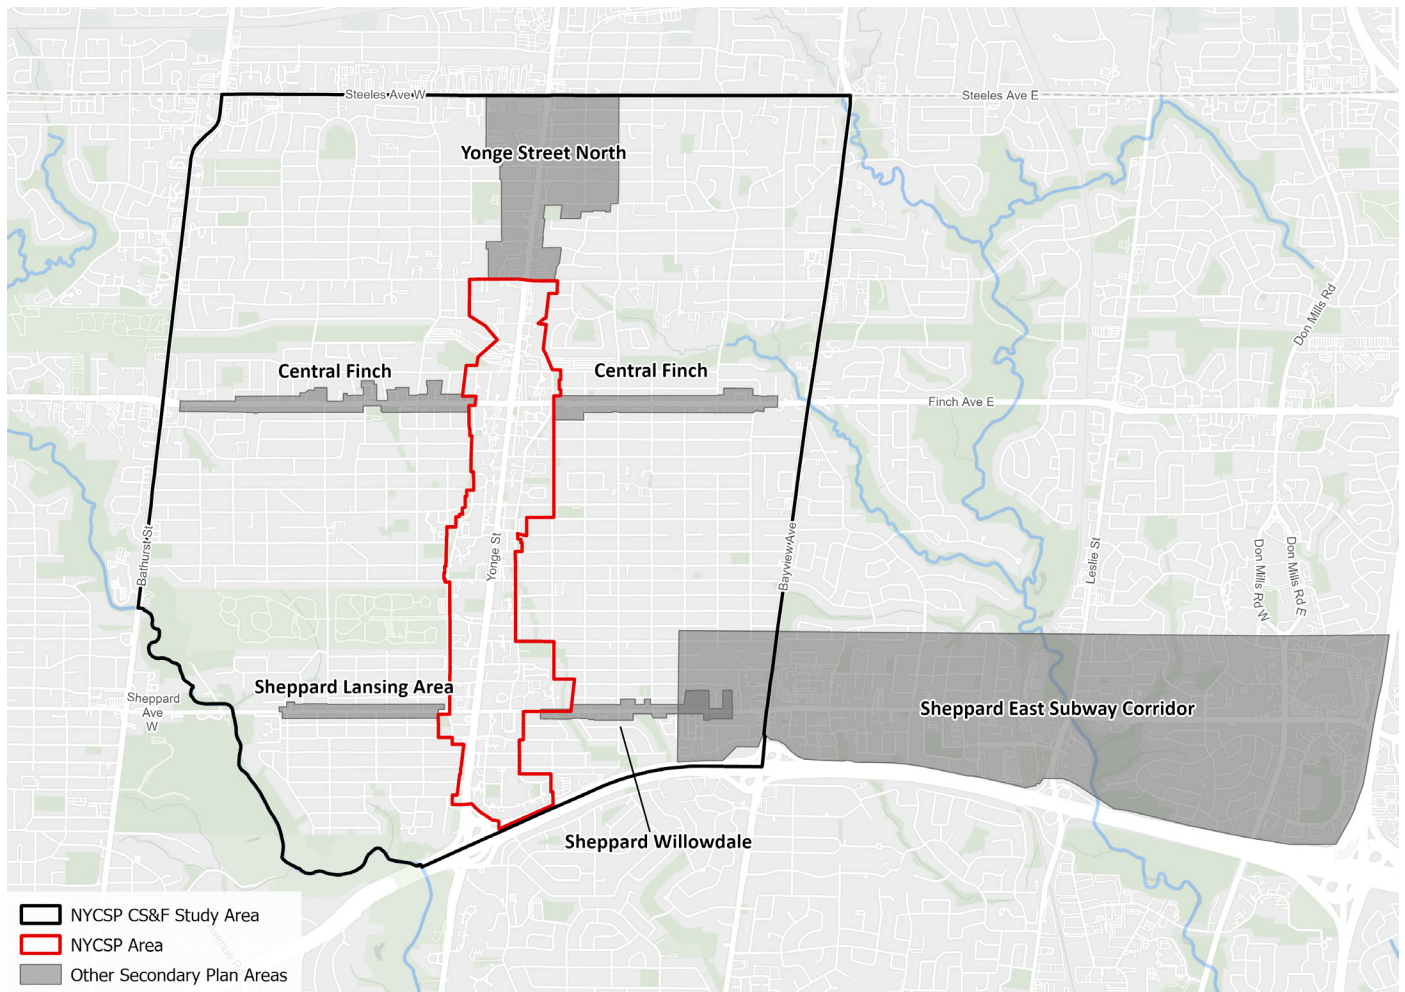 Steeles Ave W
Steeles Ave E
Yonge Street North
Don Mills Rd
Central Finch
Central Finch
Finch Ave E
Bathurst St
Yonge St
Bayview Ave
Leslie St
Don Mills Rd W
Don Mills Rd E
Sheppard Lansing Area
Sheppard
Ave
W
Sheppard East Subway Corridor
Sheppard Willowdale
NYCSP CS&F Study Area
NYCSP Area
Other Secondary Plan Areas